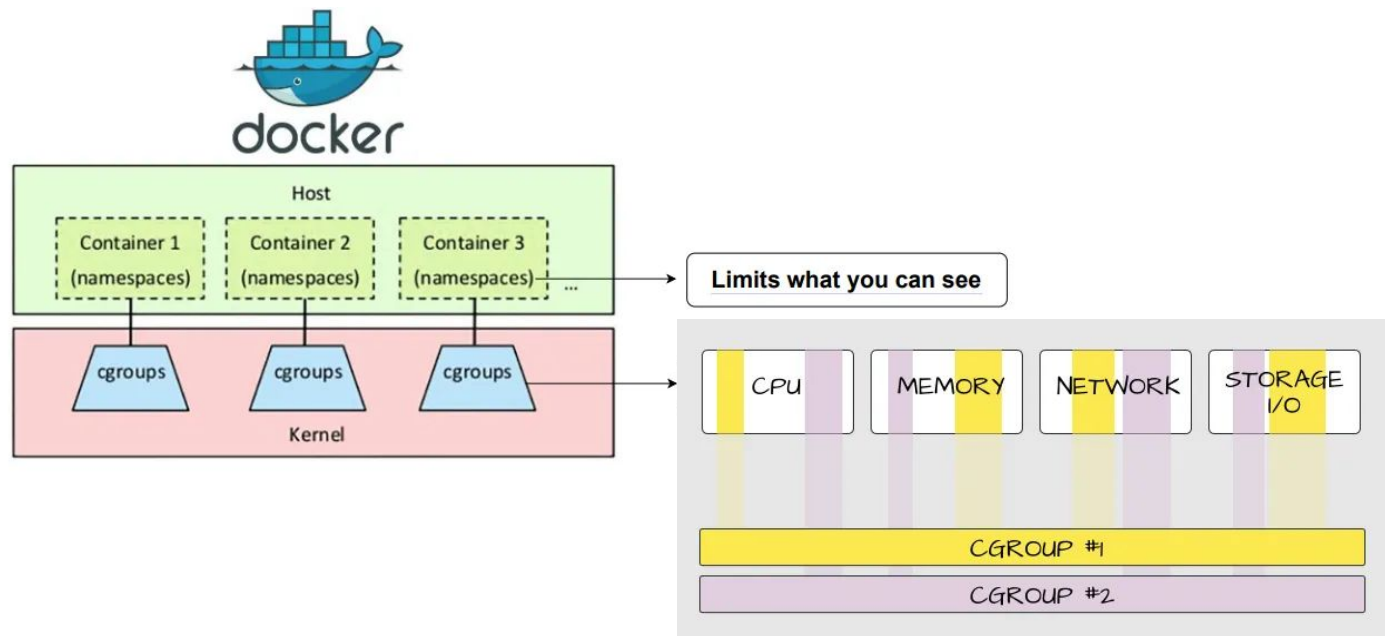 docker
Host
Container 1
(namespaces)
Container 2
(namespaces)
Container 3
(namespaces)
...
Limits what you can see
cgroups
cgroups
cgroups
Kernel
CPU
MEMORY
NETWORK
STORAGE
I/O
CGROUP #1
CGROUP #2